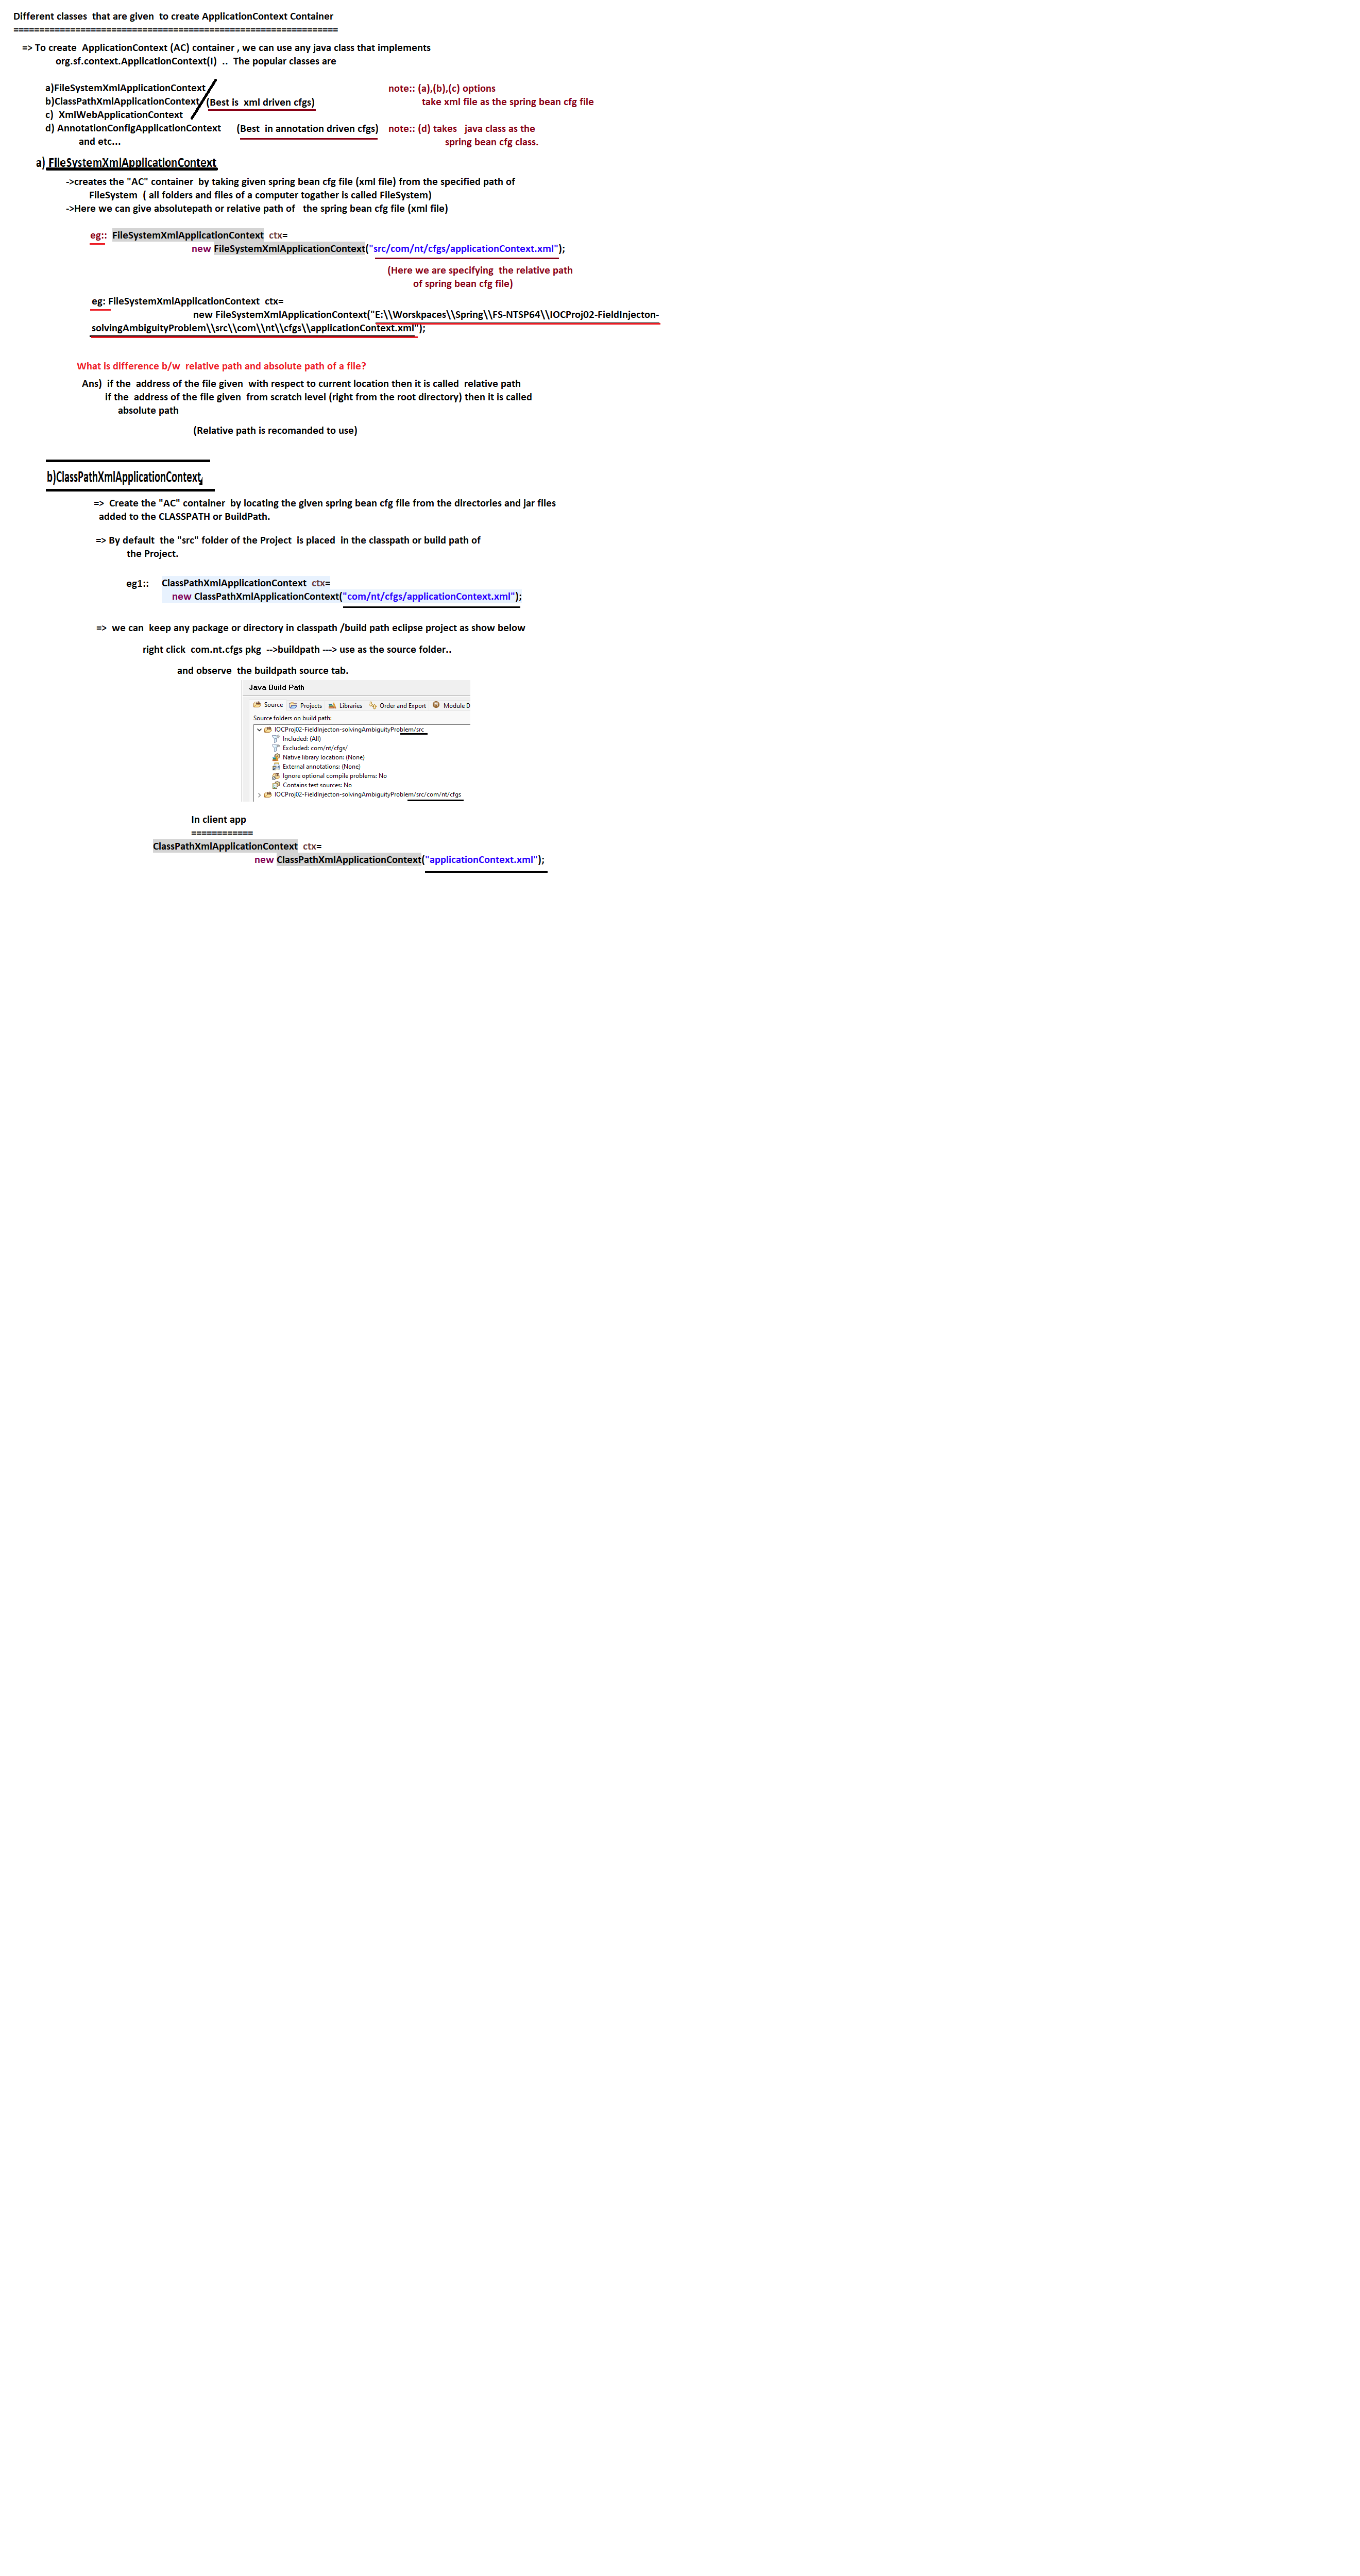 Different classes  that are given  to create ApplicationContext Container
===============================================================
=> To create  ApplicationContext (AC) container , we can use any java class that implements
org.sf.context.ApplicationContext(I)  ..  The popular classes are
a)FileSystemXmlApplicationContext
note:: (a),(b),(c) options
b)ClassPathXmlApplicationContext (Best is  xml driven cfgs)
take xml file as the spring bean cfg file
c)  XmlWebApplicationContext
d) AnnotationConfigApplicationContext (Best  in annotation driven cfgs)
note:: (d) takes   java class as the
and etc...
spring bean cfg class.
a) FileSystemXmlApplicationContext
->creates the "AC" container  by taking given spring bean cfg file (xml file) from the specified path of
FileSystem  ( all folders and files of a computer togather is called FileSystem)
->Here we can give absolutepath or relative path of   the spring bean cfg file (xml file)
eg::  FileSystemXmlApplicationContext  ctx=
new FileSystemXmlApplicationContext("src/com/nt/cfgs/applicationContext.xml");
(Here we are specifying  the relative path
of spring bean cfg file)
eg: FileSystemXmlApplicationContext  ctx=
new FileSystemXmlApplicationContext("E:\\Worskpaces\\Spring\\FS-NTSP64\\IOCProj02-FieldInjecton-
solvingAmbiguityProblem\\src\\com\\nt\\cfgs\\applicationContext.xml");
What is difference b/w  relative path and absolute path of a file?
Ans)  if the  address of the file given  with respect to current location then it is called  relative path
if the  address of the file given  from scratch level (right from the root directory) then it is called
absolute path
(Relative path is recomanded to use)
b)ClassPathXmlApplicationContext
=>  Create the "AC" container  by locating the given spring bean cfg file from the directories and jar files
added to the CLASSPATH or BuildPath.
=> By default  the "src" folder of the Project  is placed  in the classpath or build path of
the Project.
eg1::    ClassPathXmlApplicationContext  ctx=
new ClassPathXmlApplicationContext("com/nt/cfgs/applicationContext.xml");
=>  we can  keep any package or directory in classpath /build path eclipse project as show below
right click  com.nt.cfgs pkg  -->buildpath ---> use as the source folder..
and observe  the buildpath source tab.
Java Build Path
Source Projects Libraries Order and Export Module D
Source folders on build path:
IOCProj02-FieldInjecton-solvingAmbiguityProblem/src
Included: (All)
Excluded: com/nt/cfgs/
Native library location: (None)
External annotations: (None)
Ignore optional compile problems: No
Contains test sources: No
IOCProj02-FieldInjecton-solvingAmbiguityProblem/src/com/nt/cfgs
In client app
============
ClassPathXmlApplicationContext  ctx=
new ClassPathXmlApplicationContext("applicationContext.xml");